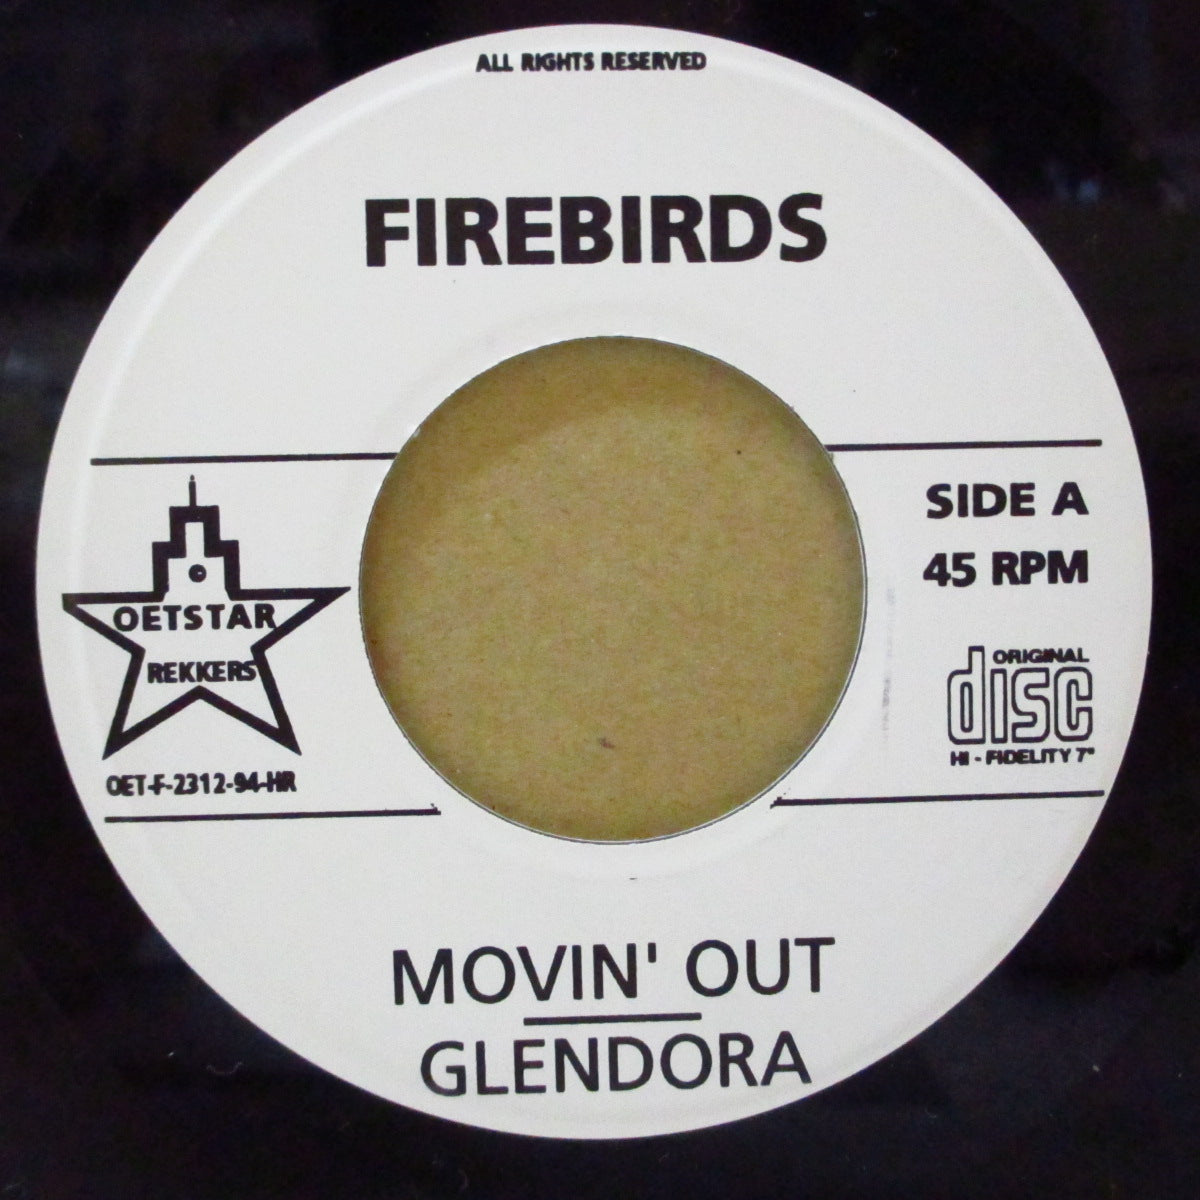 ALL RIGHTS RESERVED
FIREBIRDS
SIDE A
45 RPM
OETSTAR
REKKERS
OET-F-2312-94-HR
ORIGINAL
disc
HI - FIDELITY 7"
MOVIN' OUT
GLENDORA